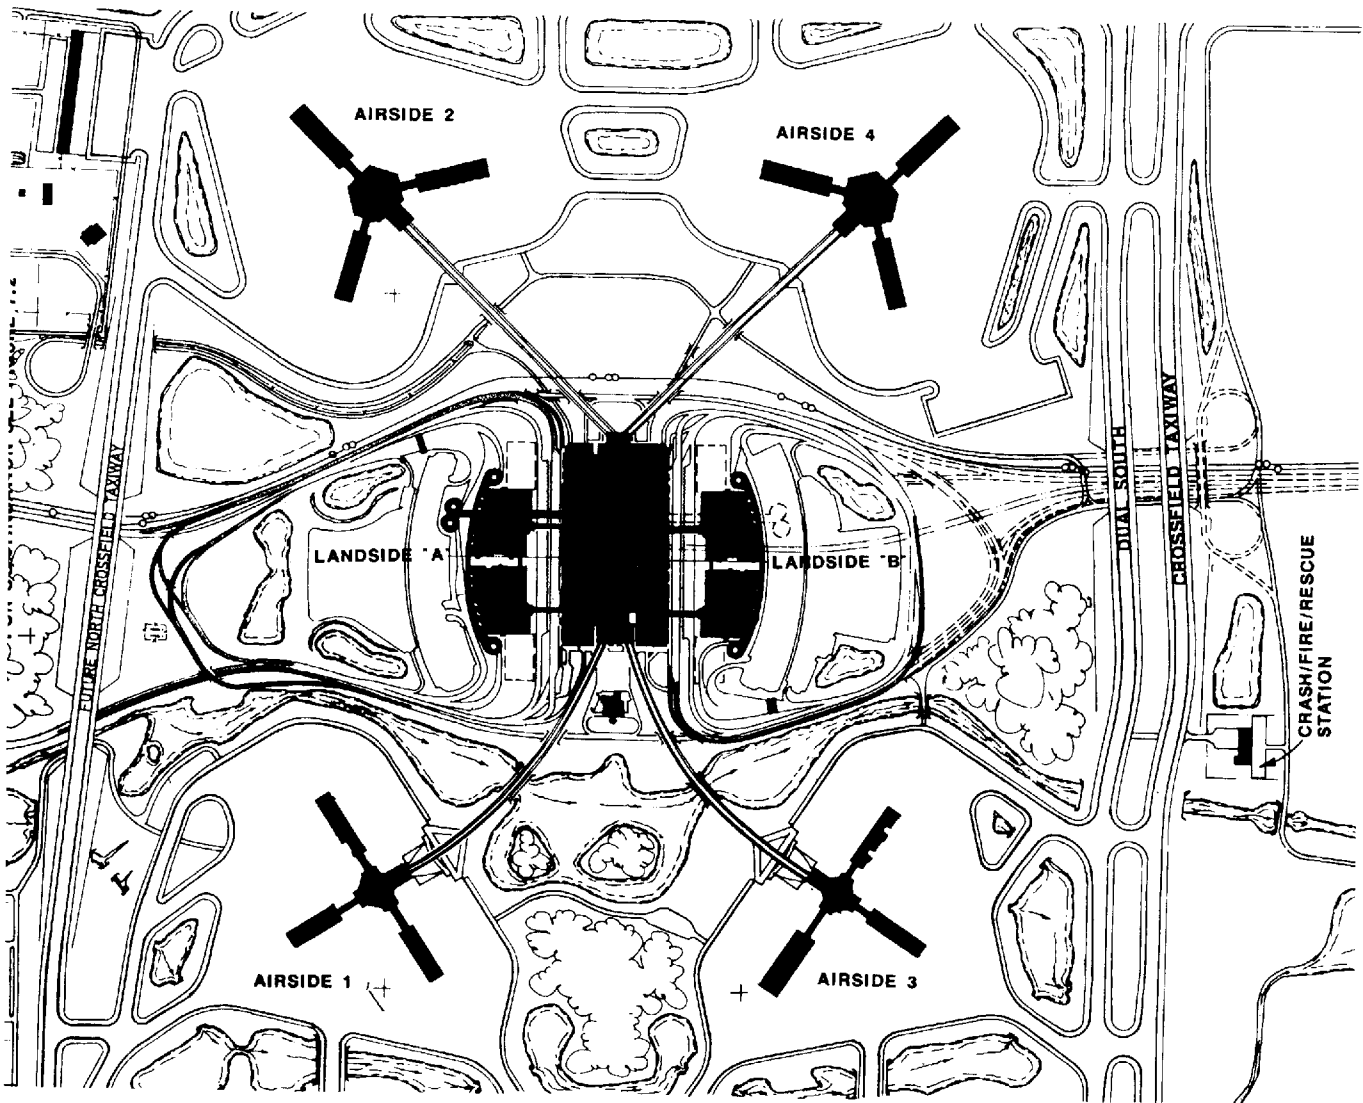 AIRSIDE 2
AIRSIDE 4
FUTURE NORTH CROSSFIELD TAXIWAY
LANDSIDE "A"
LANDSIDE "B"
DUAL SOUTH
CROSSFIELD TAXIWAY
CRASH/FIRE/RESCUE
STATION
AIRSIDE 1
AIRSIDE 3